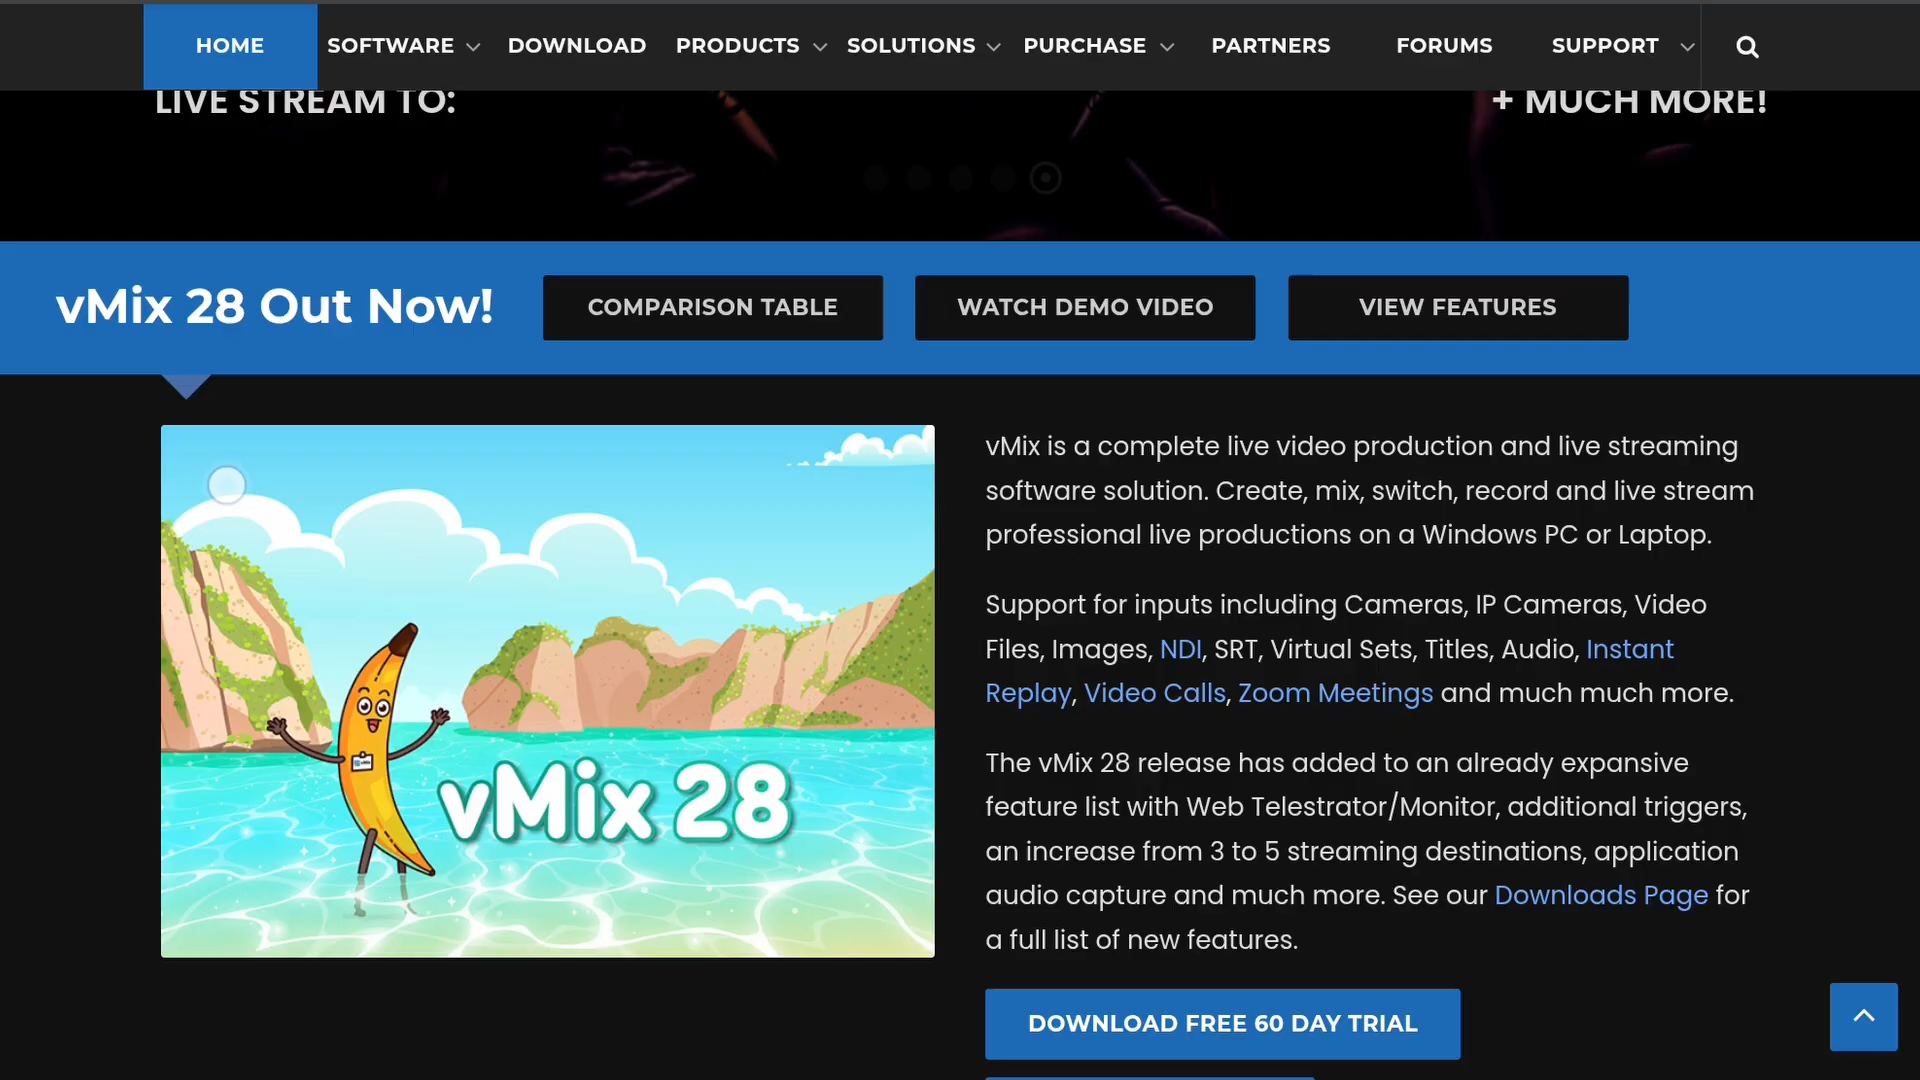 HOME SOFTWARE DOWNLOAD PRODUCTS SOLUTIONS PURCHASE PARTNERS FORUMS SUPPORT
LIVE STREAM TO:
+ MUCH MORE!
vMix 28 Out Now!
COMPARISON TABLE
WATCH DEMO VIDEO
VIEW FEATURES
vMix 28
vMix is a complete live video production and live streaming
software solution. Create, mix, switch, record and live stream
professional live productions on a Windows PC or Laptop.
Support for inputs including Cameras, IP Cameras, Video
Files, Images, NDI, SRT, Virtual Sets, Titles, Audio, Instant
Replay, Video Calls, Zoom Meetings and much much more.
The vMix 28 release has added to an already expansive
feature list with Web Telestrator/Monitor, additional triggers,
an increase from 3 to 5 streaming destinations, application
audio capture and much more. See our Downloads Page for
a full list of new features.
DOWNLOAD FREE 60 DAY TRIAL